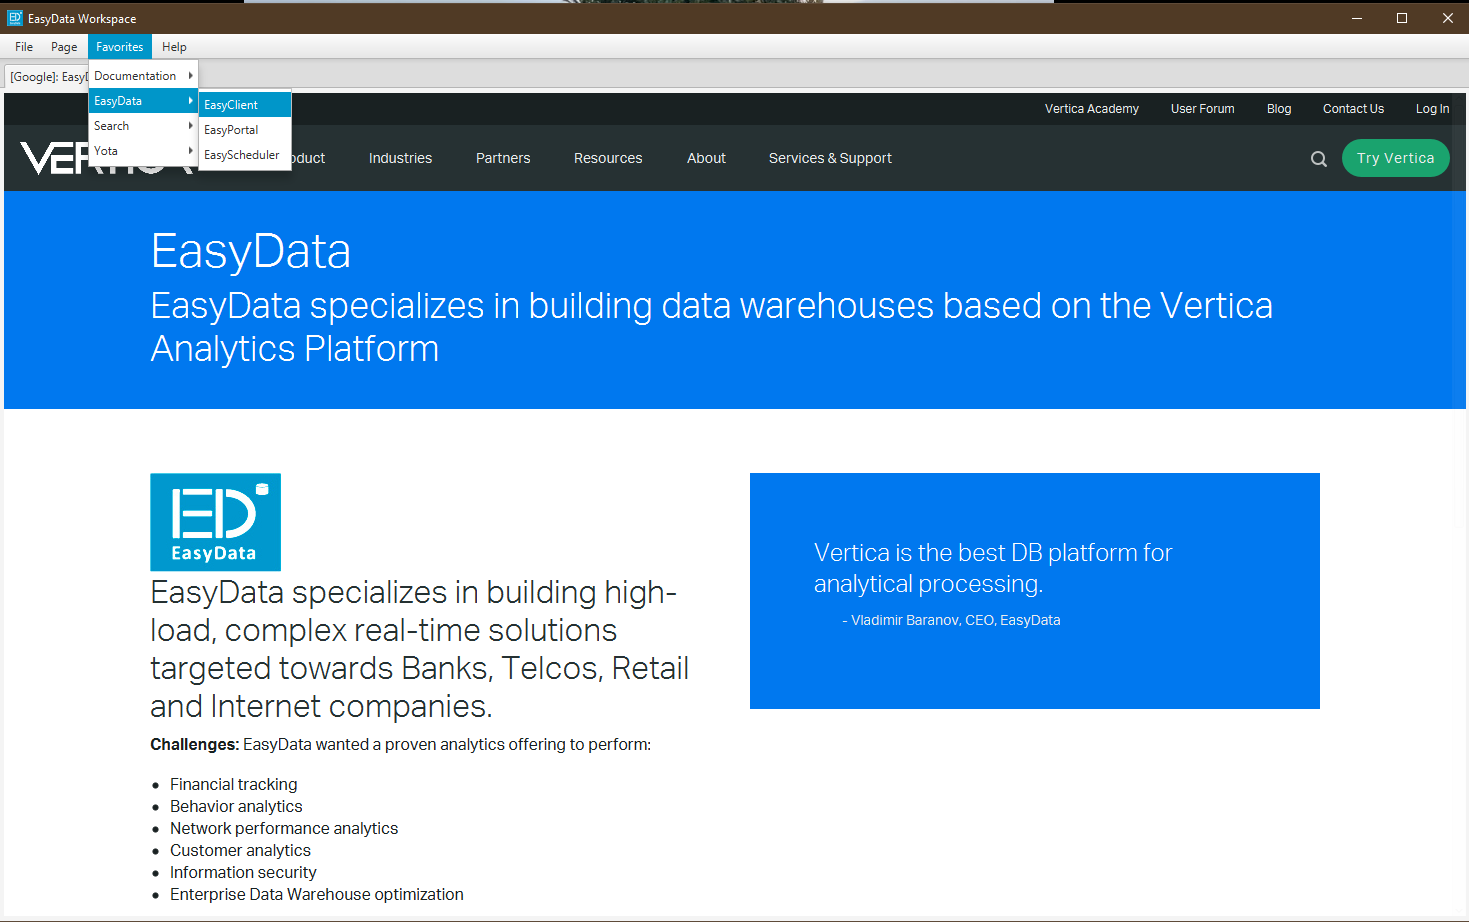 EasyData Workspace
File Page Favorites Help
[Google]: Easy
Documentation
EasyData
Search
Yota
EasyClient
EasyPortal
EasyScheduler
Vertica Academy User Forum Blog Contact Us Log In
Industries Partners Resources About Services & Support
Try Vertica
EasyData
EasyData specializes in building data warehouses based on the Vertica
Analytics Platform
ED
EasyData
EasyData specializes in building high-
load, complex real-time solutions
targeted towards Banks, Telcos, Retail
and Internet companies.
Challenges: EasyData wanted a proven analytics offering to perform:
Financial tracking
Behavior analytics
Network performance analytics
Customer analytics
Information security
Enterprise Data Warehouse optimization
Vertica is the best DB platform for
analytical processing.
- Vladimir Baranov, CEO, EasyData